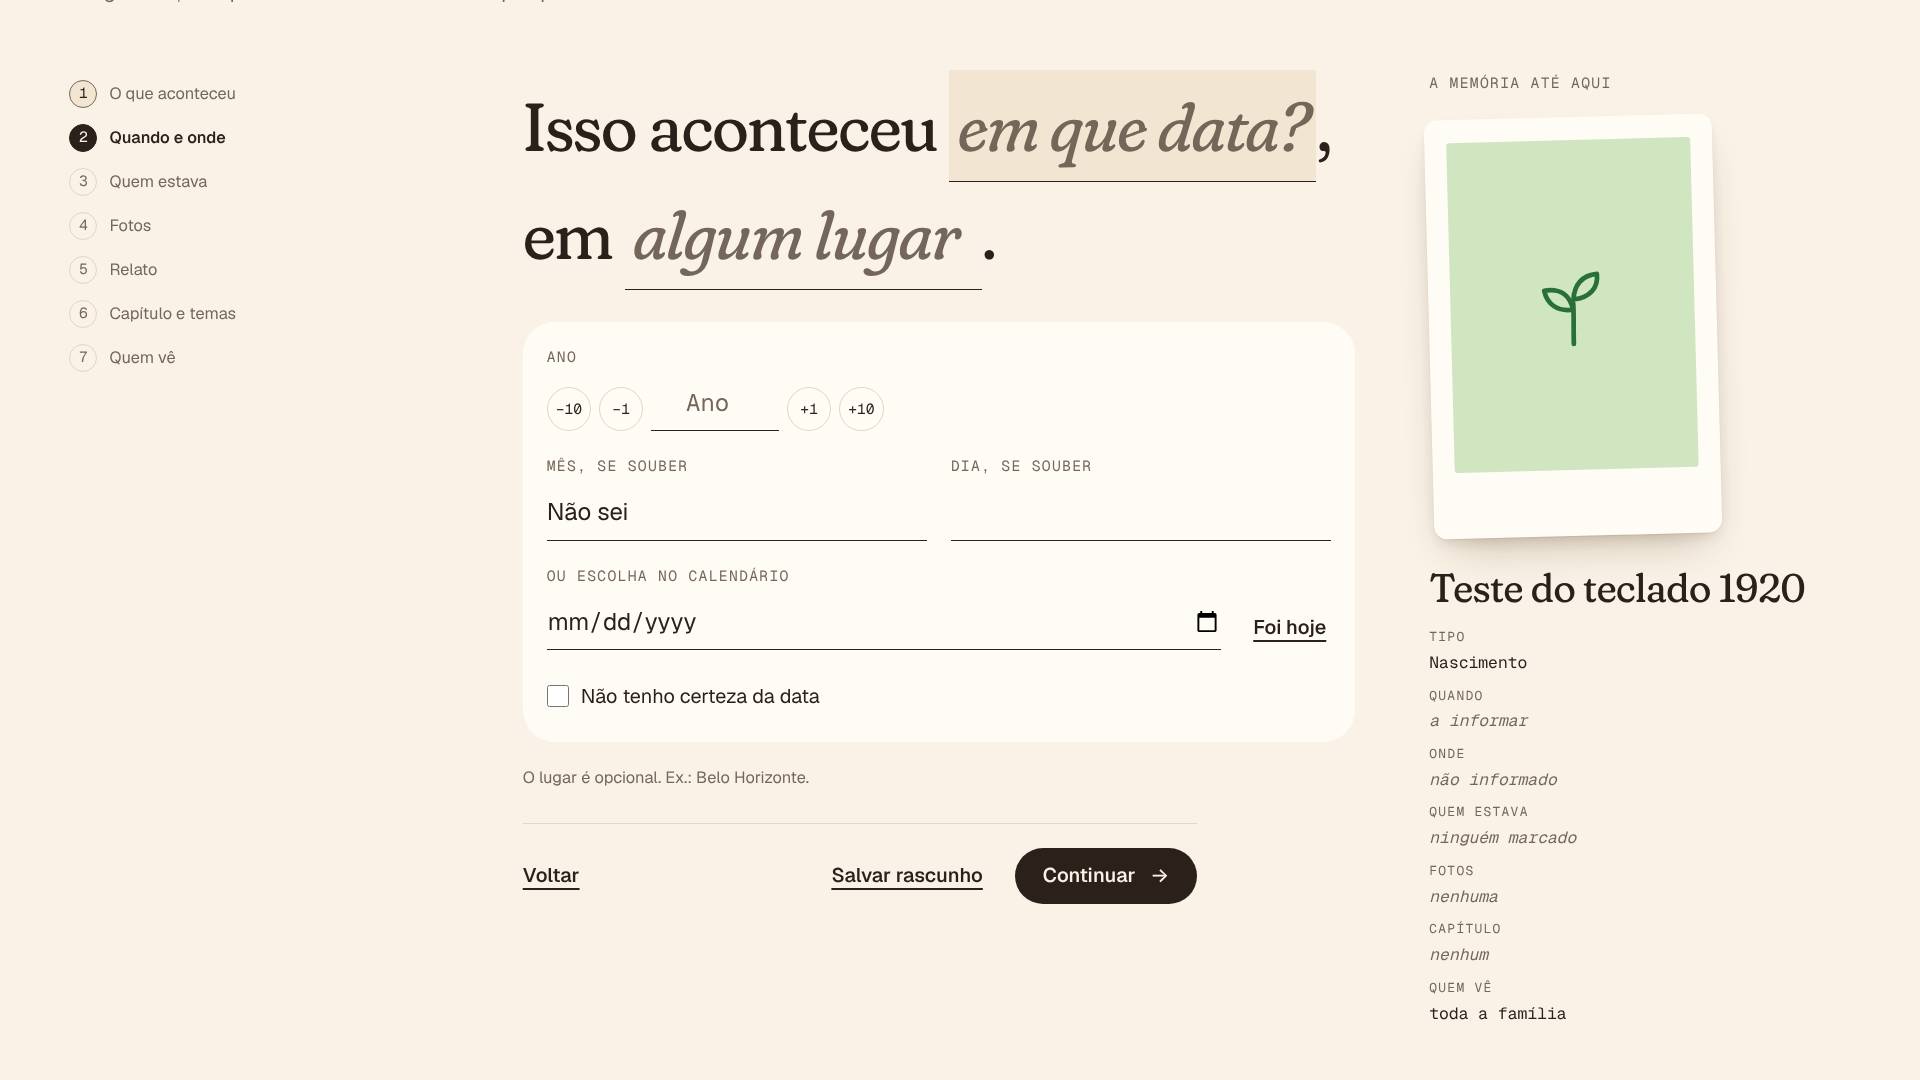 1 O que aconteceu
2 Quando e onde
3 Quem estava
4 Fotos
5 Relato
6 Capítulo e temas
7 Quem vê
Isso aconteceu em que data?,
em algum lugar .
ANO
−10 −1 Ano +1 +10
MÊS, SE SOUBER DIA, SE SOUBER
Não sei
OU ESCOLHA NO CALENDÁRIO
mm/dd/yyyy Foi hoje
Não tenho certeza da data
O lugar é opcional. Ex.: Belo Horizonte.
Voltar Salvar rascunho Continuar →
A MEMÓRIA ATÉ AQUI
Teste do teclado 1920
TIPO
Nascimento
QUANDO
a informar
ONDE
não informado
QUEM ESTAVA
ninguém marcado
FOTOS
nenhuma
CAPÍTULO
nenhum
QUEM VÊ
toda a família